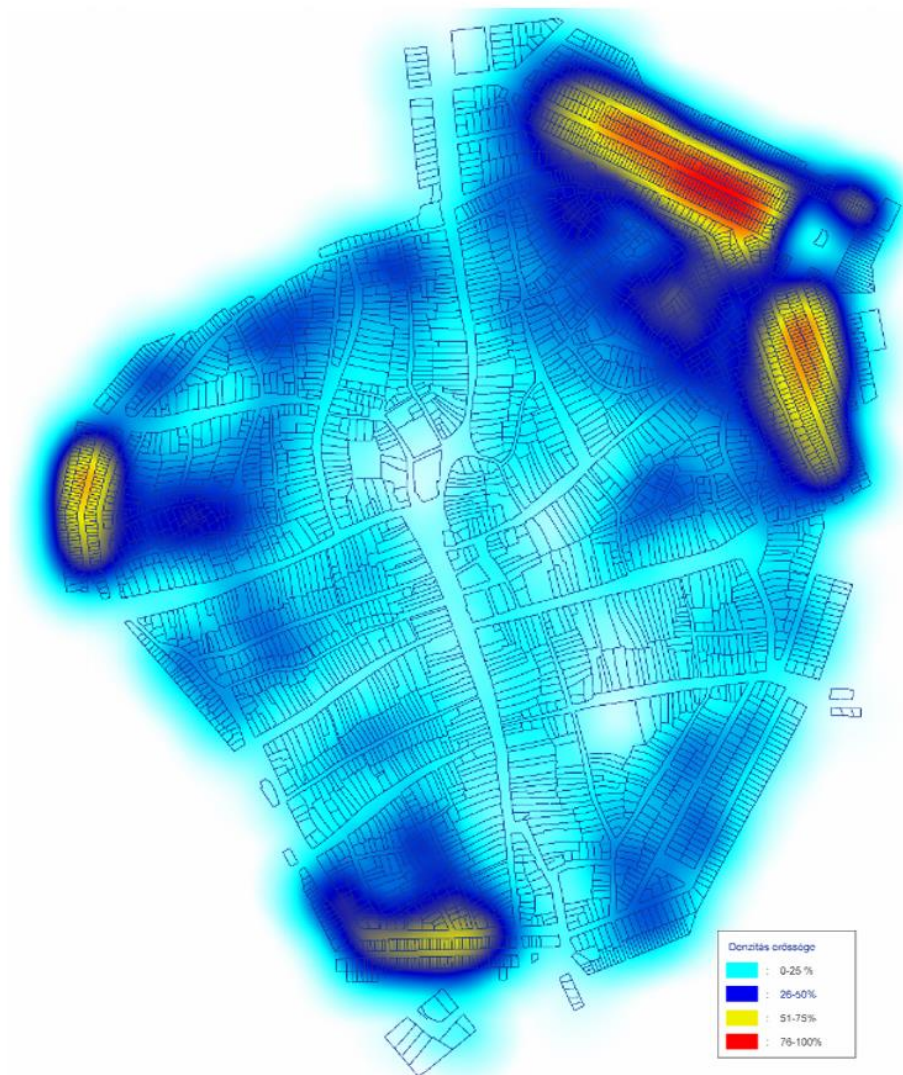 Denzitás erőssége
: 0-25 %
: 26-50%
: 51-75%
: 76-100%